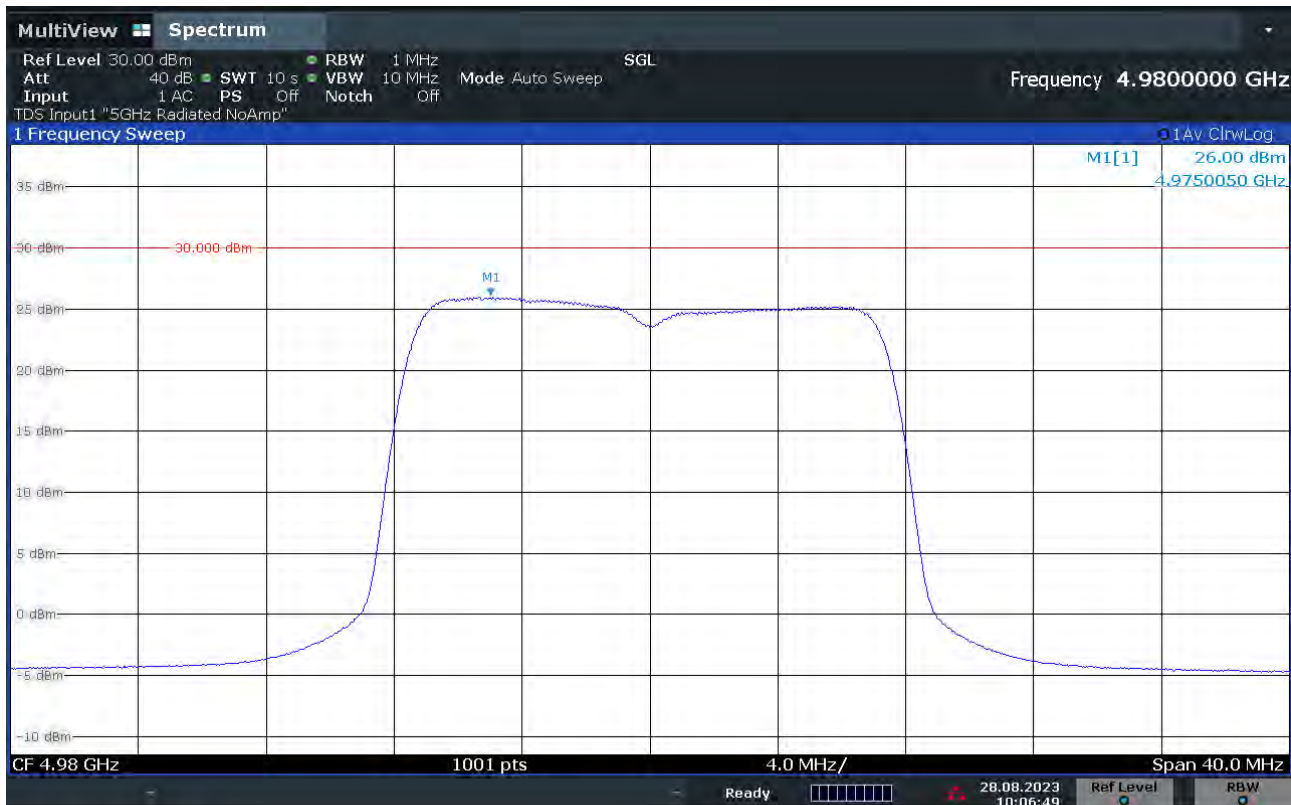 MultiView Spectrum
Ref Level 30.00 dBm RBW 1 MHz SGL
Att 40 dB SWT 10 s VBW 10 MHz Mode Auto Sweep Frequency 4.9800000 GHz
Input 1 AC PS Off Notch Off
TDS Input1 "5GHz Radiated NoAmp"
1 Frequency Sweep 1Av ClrwLog
M1[1] 26.00 dBm
4.9750050 GHz
35 dBm
30 dBm 30.000 dBm
M1
25 dBm
20 dBm
15 dBm
10 dBm
5 dBm
0 dBm
-5 dBm
-10 dBm
CF 4.98 GHz 1001 pts 4.0 MHz/ Span 40.0 MHz
Ready 28.08.2023 Ref Level RBW
10:06:49